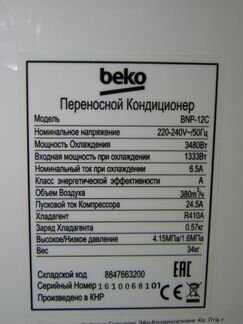 beko
Переносной Кондиционер
Модель BNP-12C
Номинальное напряжение 220-240V~/50Гц
Мощность Охлаждения 3480Вт
Входная мощность при охлаждении 1333Вт
Номинальный ток при охлаждении 6.5A
Класс энергетической эффективности A
Объем Воздуха 380m³/ч
Пусковой ток Компрессора 24.5A
Хладагент R410A
Заряд Хладагента 0.57кг
Высокое/Низкое давление 4.15МПа/1.6МПа
Вес 34кг
Складской код 8847663200
Серийный Номер 1610068101
Произведено в КНР
EAC